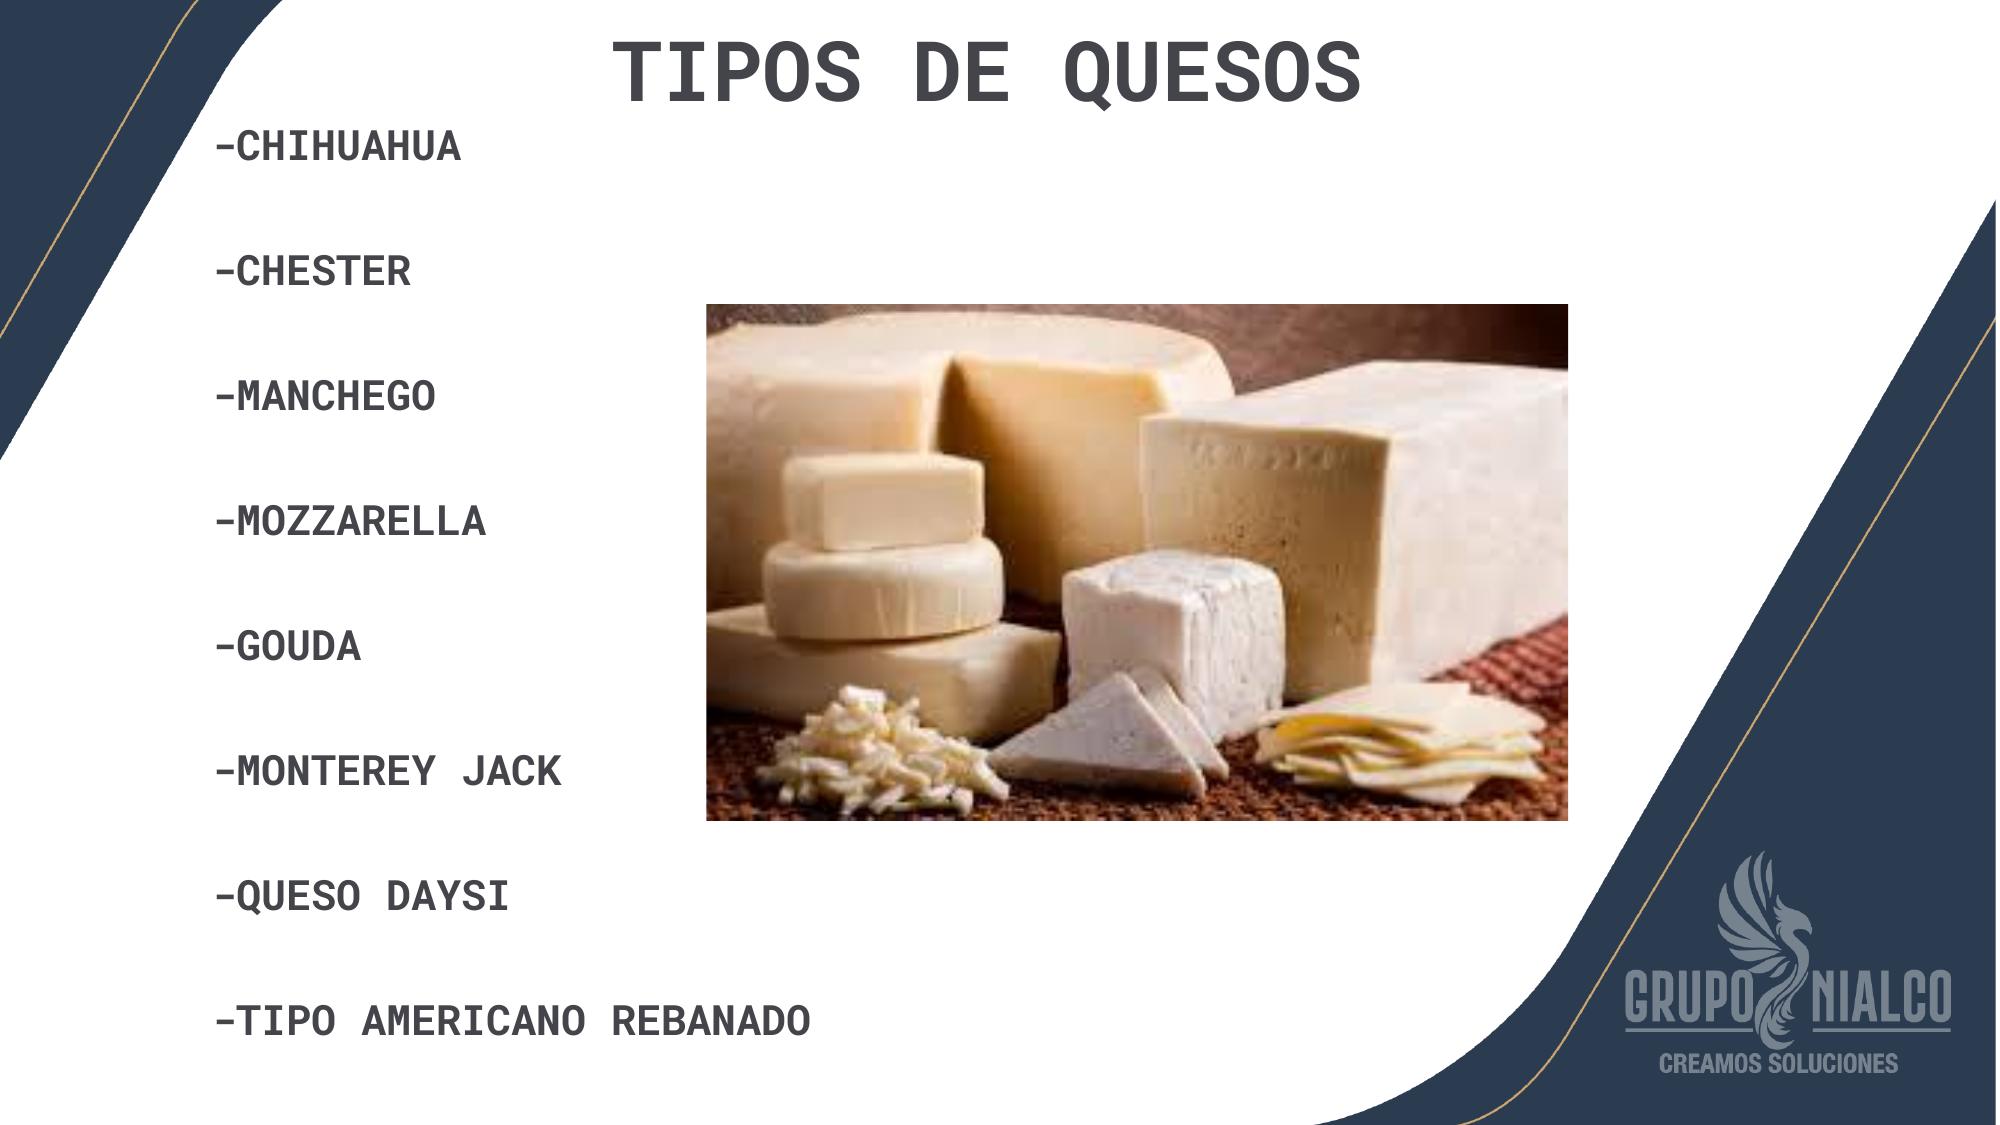 TIPOS DE QUESOS
-CHIHUAHUA
-CHESTER
-MANCHEGO
-MOZZARELLA
-GOUDA
-MONTEREY JACK
-QUESO DAYSI
-TIPO AMERICANO REBANADO
GRUPO NIALCO
CREAMOS SOLUCIONES